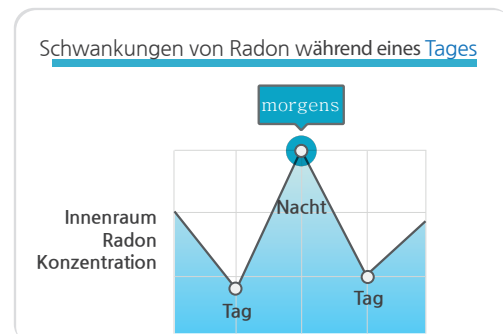 Schwankungen von Radon während eines Tages
morgens
Nacht
Innenraum
Radon
Konzentration
Tag
Tag